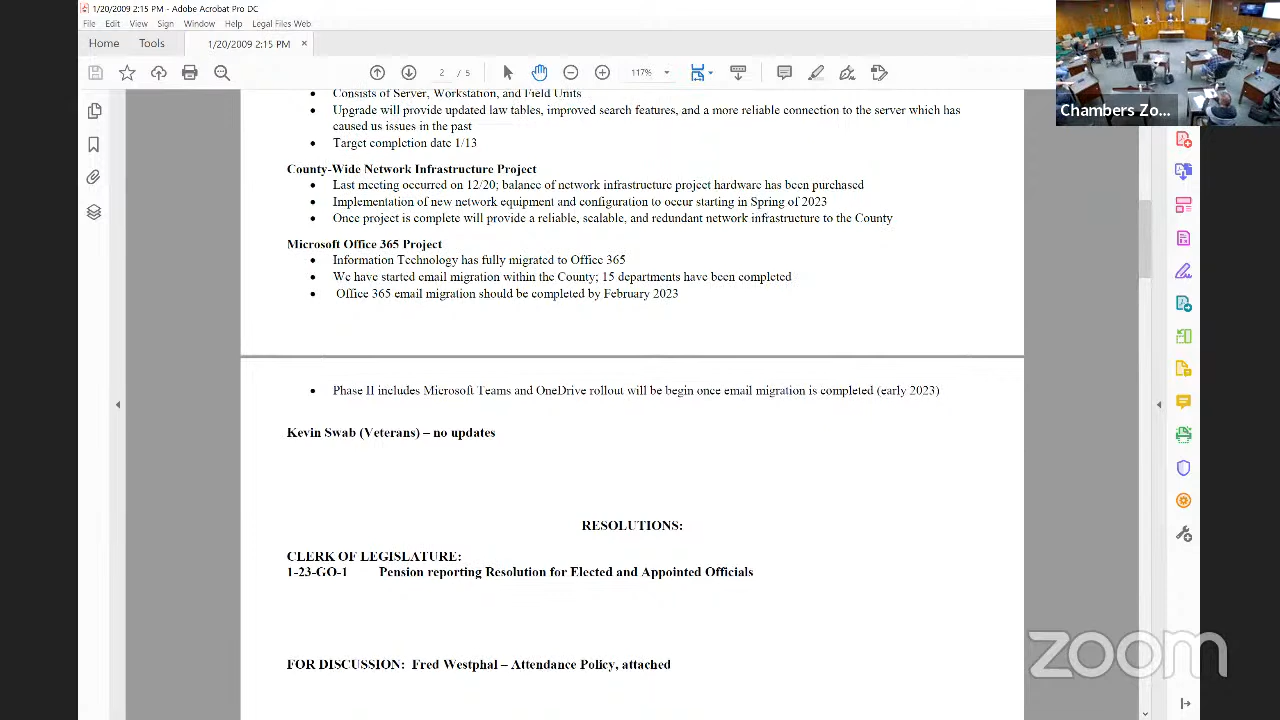 1/20/2009 2:15 PM - Adobe Acrobat Pro DC
File Edit View Sign Window Help Legal Files Web
Home Tools 1/20/2009 2:15 PM ×
2 / 5 117%
Chambers Zo...
• Consists of Server, Workstation, and Field Units
• Upgrade will provide updated law tables, improved search features, and a more reliable connection to the server which has
caused us issues in the past
• Target completion date 1/13
County-Wide Network Infrastructure Project
• Last meeting occurred on 12/20; balance of network infrastructure project hardware has been purchased
• Implementation of new network equipment and configuration to occur starting in Spring of 2023
• Once project is complete will provide a reliable, scalable, and redundant network infrastructure to the County
Microsoft Office 365 Project
• Information Technology has fully migrated to Office 365
• We have started email migration within the County; 15 departments have been completed
• Office 365 email migration should be completed by February 2023
• Phase II includes Microsoft Teams and OneDrive rollout will be begin once email migration is completed (early 2023)
Kevin Swab (Veterans) – no updates
RESOLUTIONS:
CLERK OF LEGISLATURE:
1-23-GO-1 Pension reporting Resolution for Elected and Appointed Officials
FOR DISCUSSION: Fred Westphal – Attendance Policy, attached
zoom